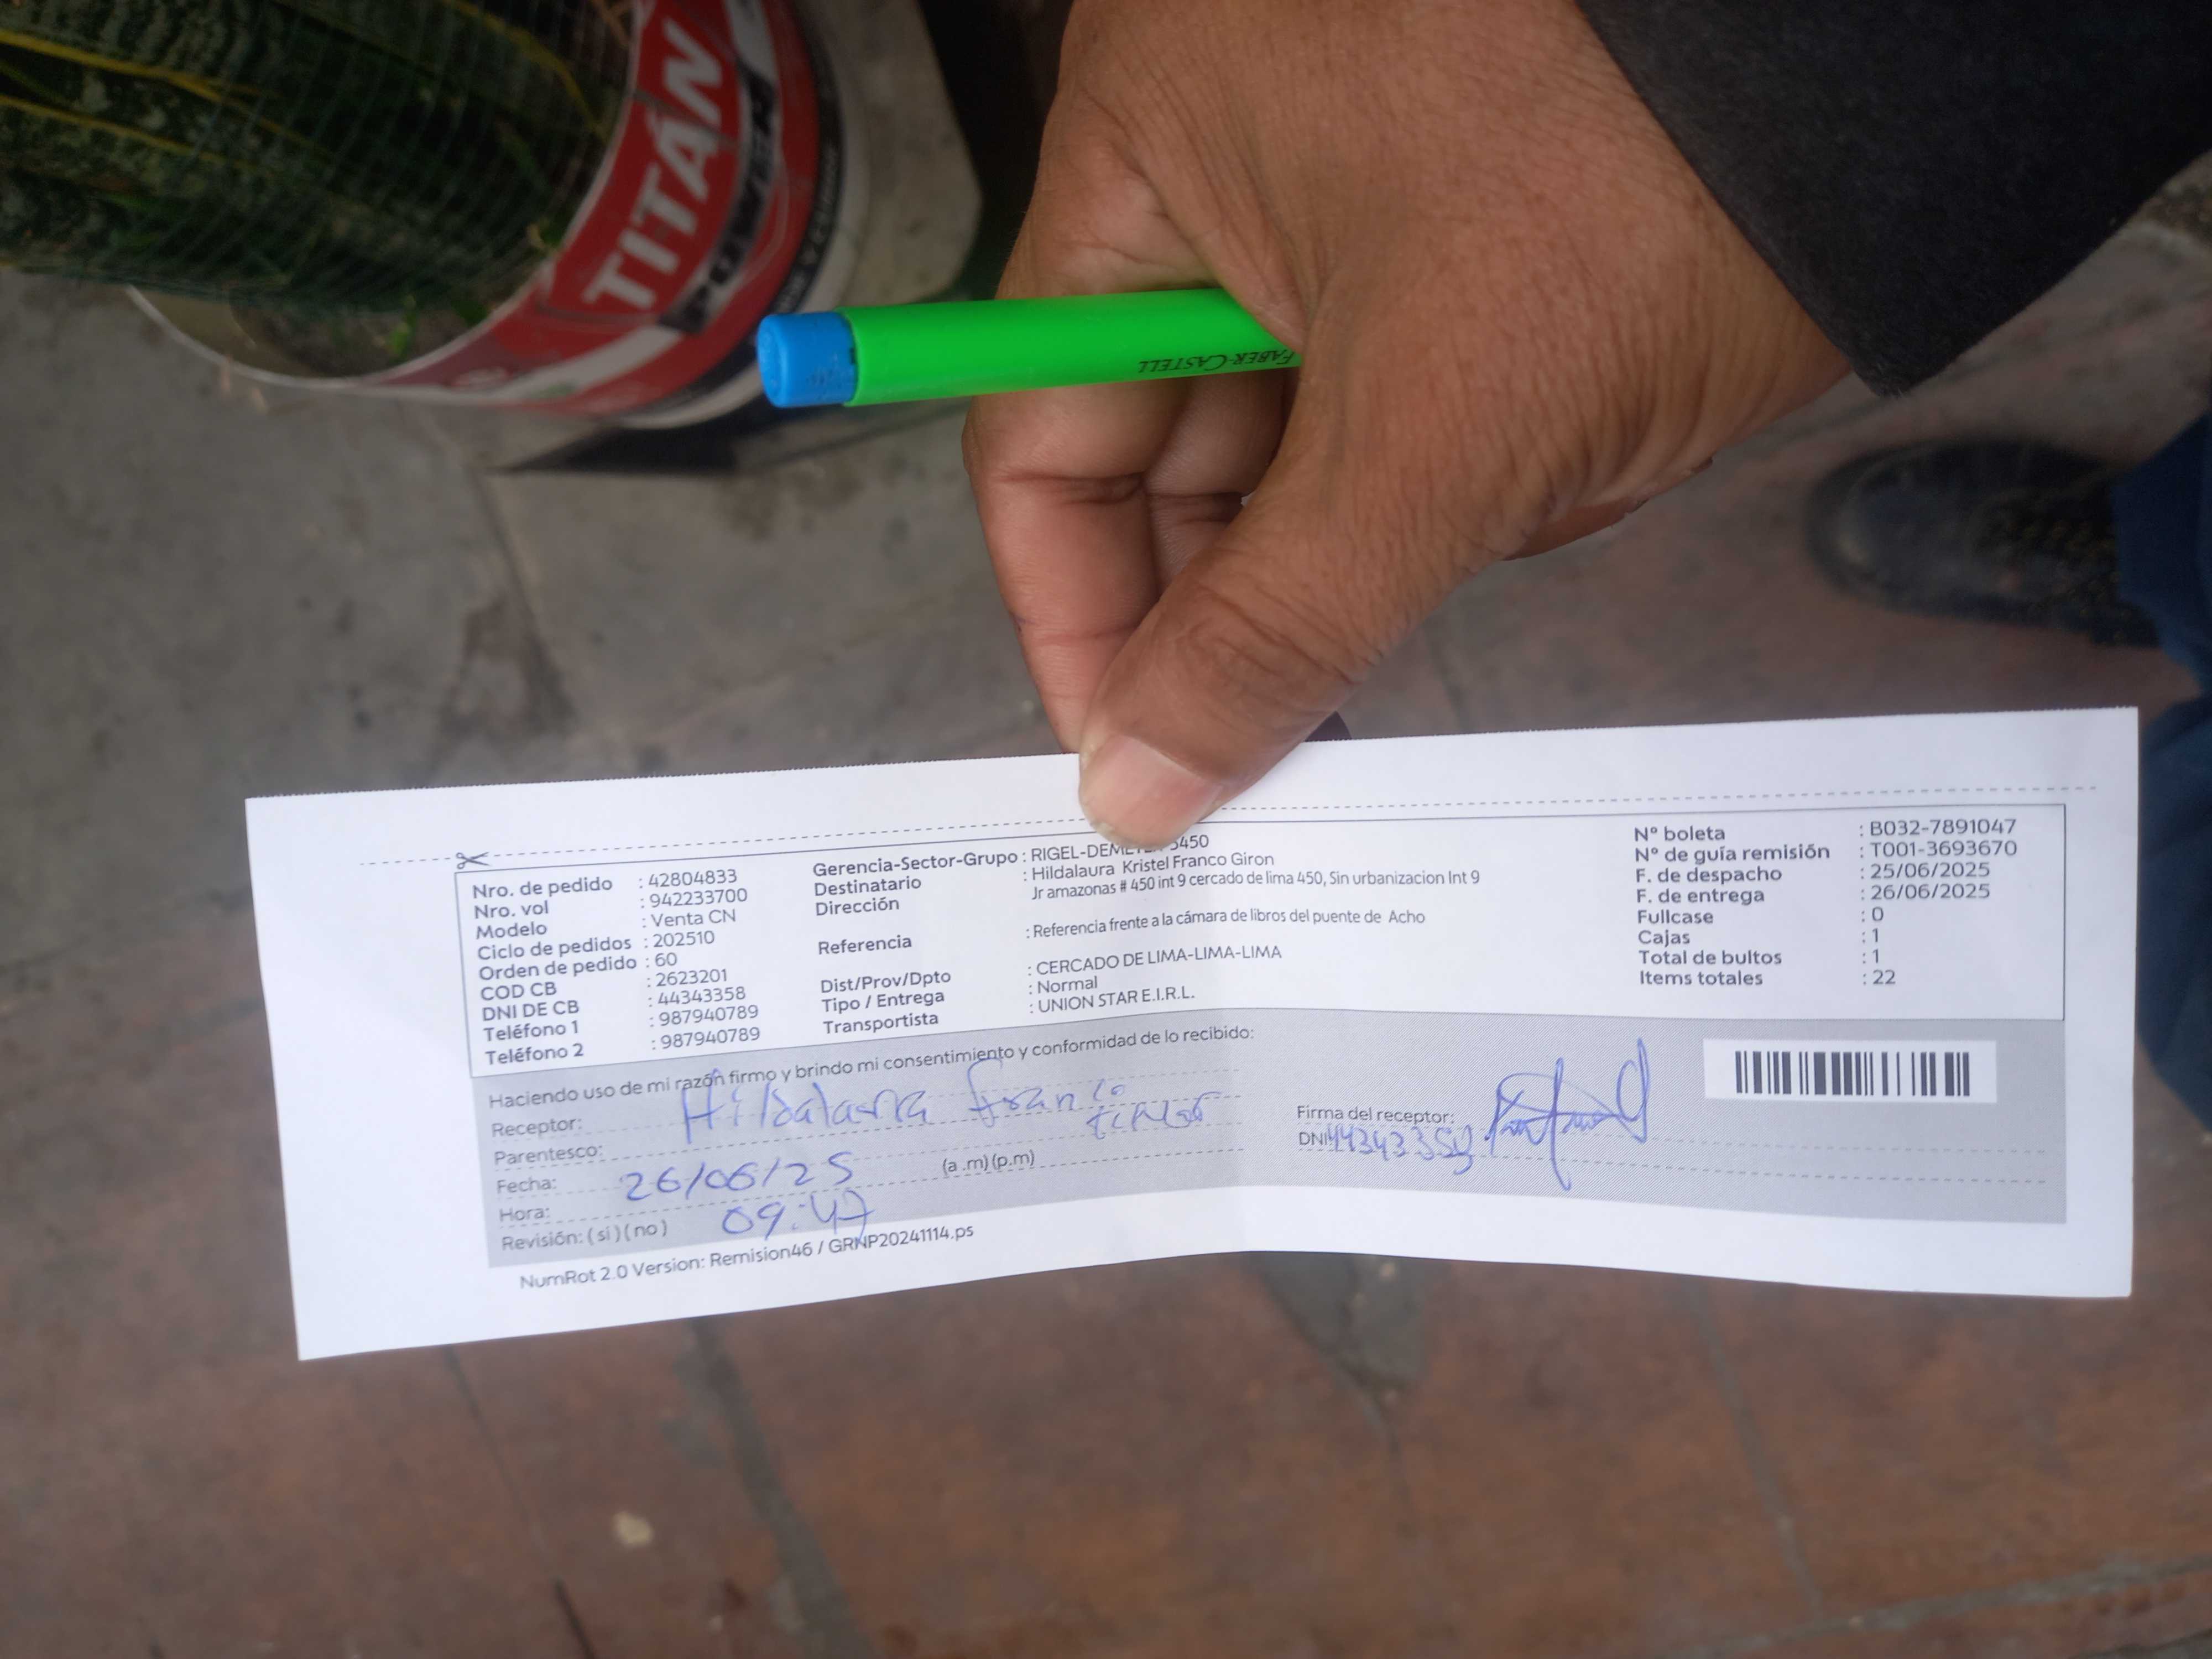 TITÁN
POWER
FABER-CASTELL
Nro. de pedido : 42804833
Nro. vol : 942233700
Modelo : Venta CN
Ciclo de pedidos : 202510
Orden de pedido : 60
COD CB : 2623201
DNI DE CB : 44343358
Teléfono 1 : 987940789
Teléfono 2 : 987940789
Gerencia-Sector-Grupo : RIGEL-
Destinatario : Hildalaura Kristel Franco Giron
Dirección : Jr amazonas # 450 int 9 cercado de lima 450, Sin urbanizacion Int 9
Referencia : Referencia frente a la cámara de libros del puente de Acho
Dist/Prov/Dpto : CERCADO DE LIMA-LIMA-LIMA
Tipo / Entrega : Normal
Transportista : UNION STAR E.I.R.L.
Nº boleta : B032-7891047
Nº de guía remisión : T001-3693670
F. de despacho : 25/06/2025
F. de entrega : 26/06/2025
Fullcase : 0
Cajas : 1
Total de bultos : 1
Items totales : 22
Haciendo uso de mi razón firmo y brindo mi consentimiento y conformidad de lo recibido:
Receptor: Hildalaura Franco
Parentesco: titular
Fecha: 26/06/25
Hora: 09:47 (a .m) (p.m)
Revisión: ( si ) ( no )
Firma del receptor:
DNI 44343358
NumRot 2.0 Version: Remision46 / GRNP20241114.ps